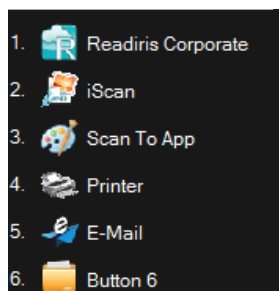 1. Readiris Corporate
2. iScan
3. Scan To App
4. Printer
5. E-Mail
6. Button 6